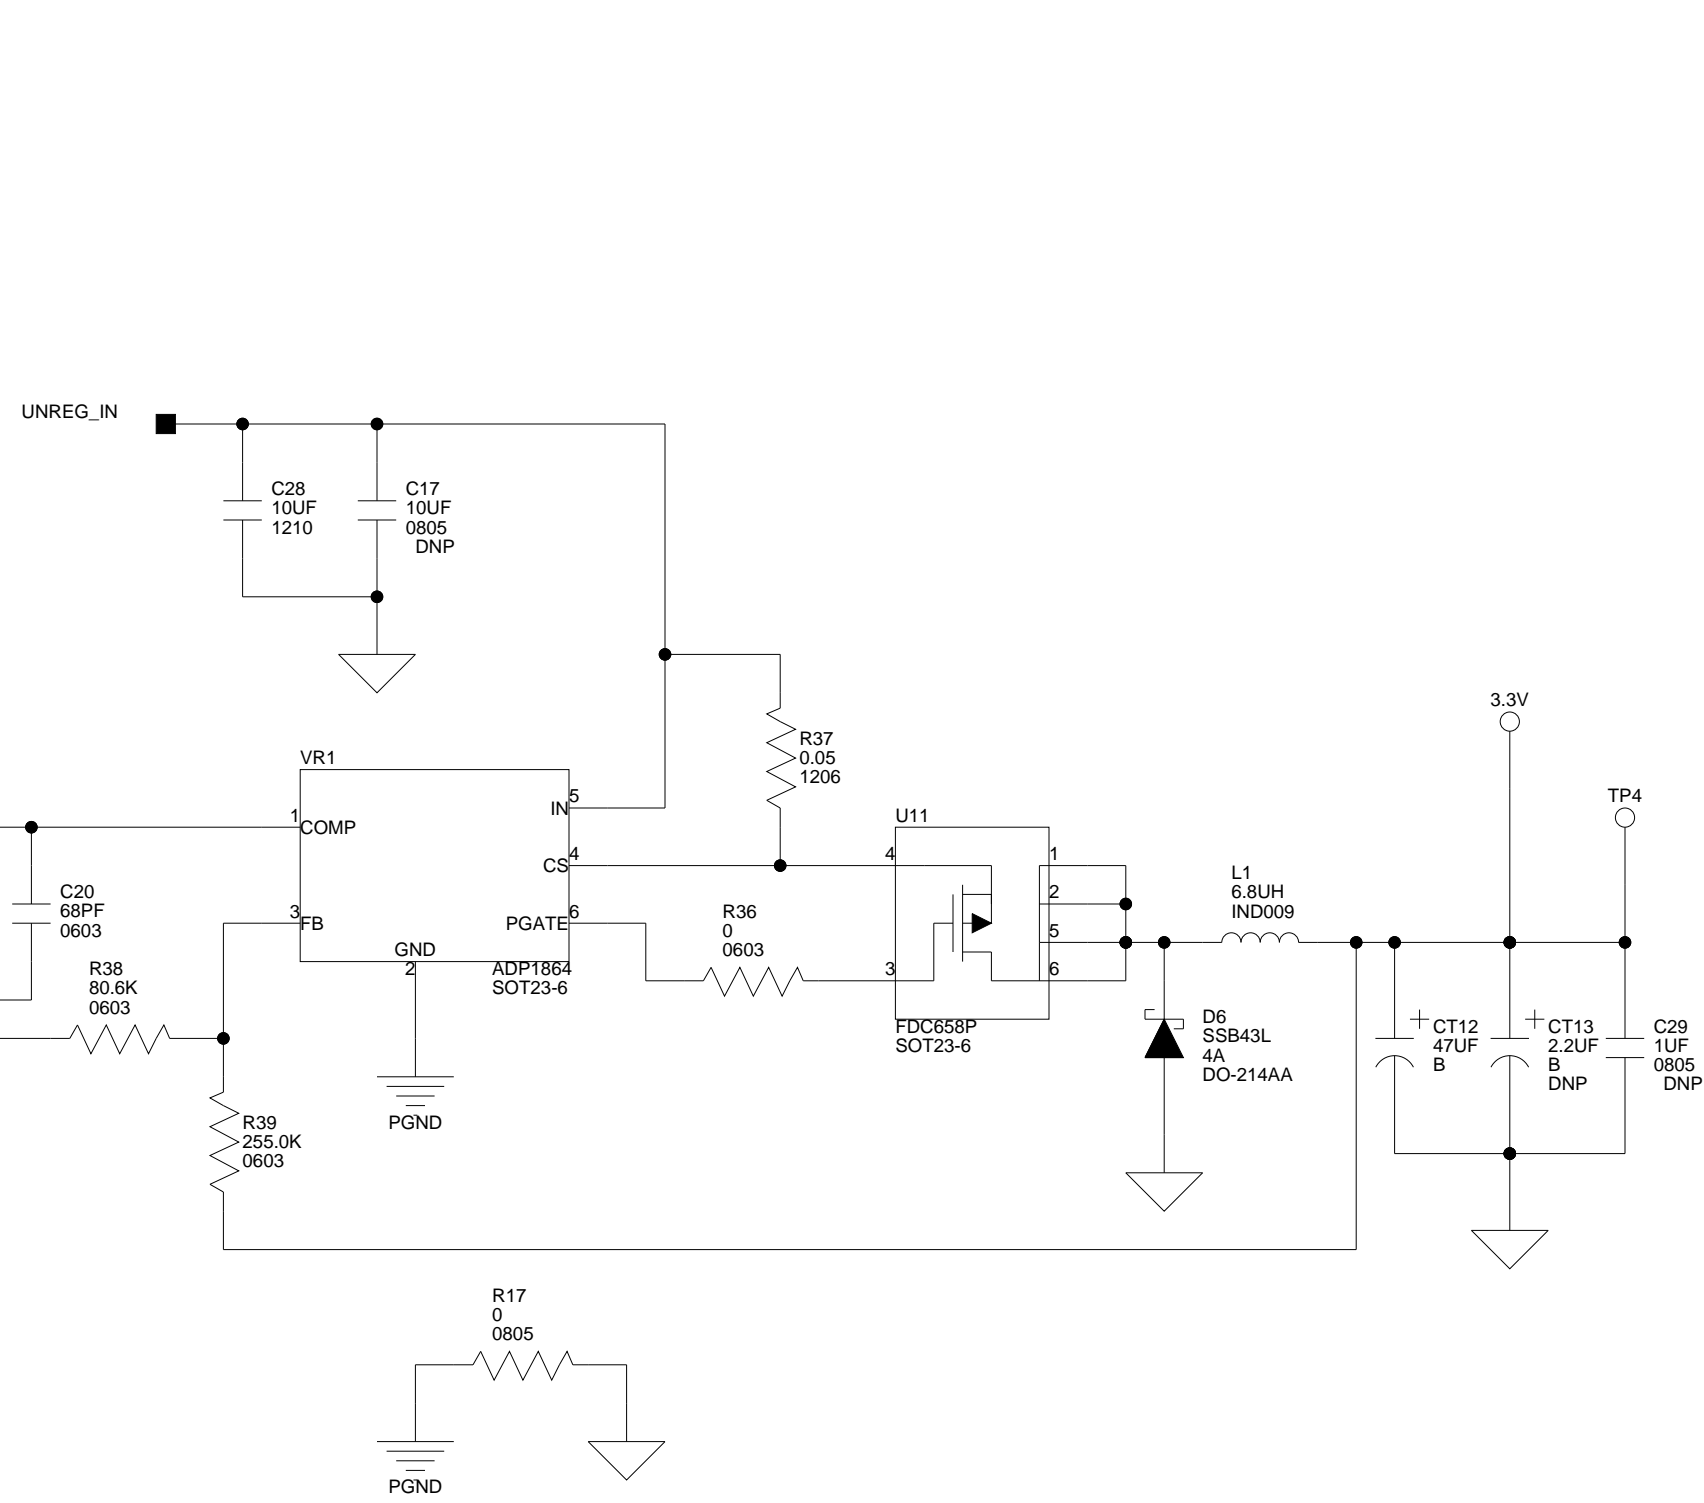 UNREG_IN
C28
10UF
1210
C17
10UF
0805
DNP
R37
0.05
1206
3.3V
TP4
VR1
5
IN
1
COMP
4
CS
3
FB
6
PGATE
GND
2
ADP1864
SOT23-6
C20
68PF
0603
R38
80.6K
0603
R36
0
0603
U11
4
3
1
2
5
6
FDC658P
SOT23-6
L1
6.8UH
IND009
D6
SSB43L
4A
DO-214AA
CT12
47UF
B
CT13
2.2UF
B
DNP
C29
1UF
0805
DNP
PGND
R39
255.0K
0603
R17
0
0805
PGND